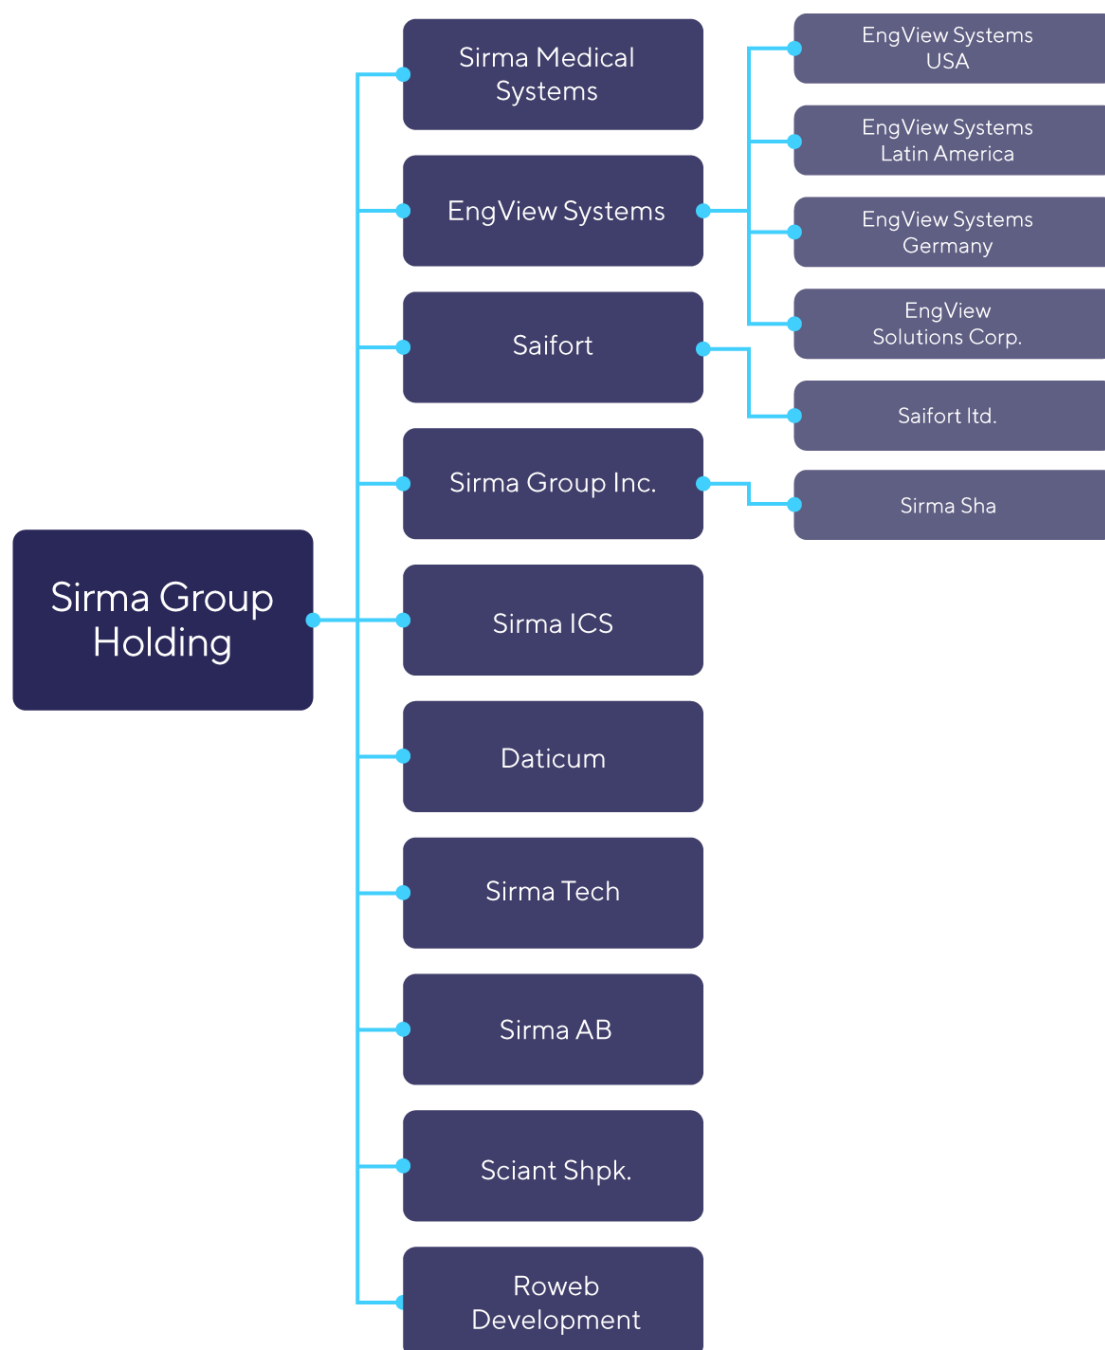 Sirma Group
Holding
Sirma Medical
Systems
EngView Systems
Saifort
Sirma Group Inc.
Sirma ICS
Daticum
Sirma Tech
Sirma AB
Sciant Shpk.
Roweb
Development
EngView Systems
USA
EngView Systems
Latin America
EngView Systems
Germany
EngView
Solutions Corp.
Saifort ltd.
Sirma Sha